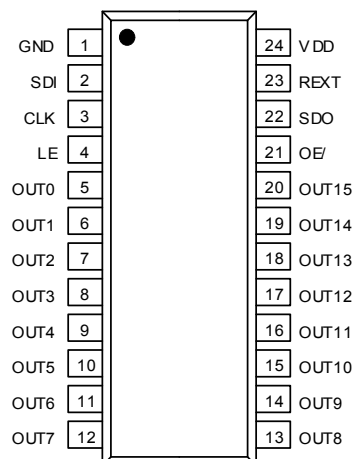 GND 1 24 VDD
SDI 2 23 REXT
CLK 3 22 SDO
LE 4 21 OE/
OUT0 5 20 OUT15
OUT1 6 19 OUT14
OUT2 7 18 OUT13
OUT3 8 17 OUT12
OUT4 9 16 OUT11
OUT5 10 15 OUT10
OUT6 11 14 OUT9
OUT7 12 13 OUT8